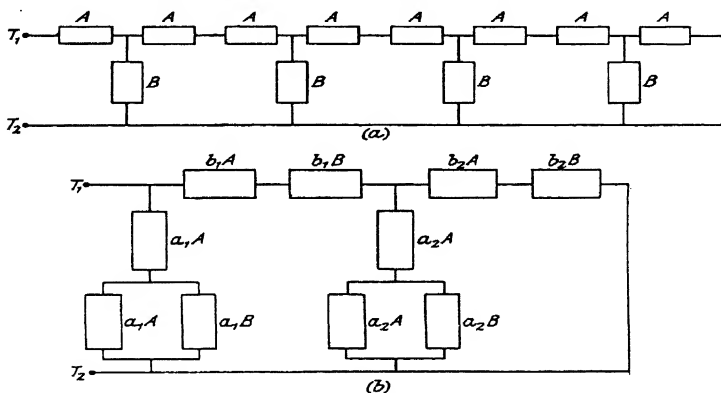 A A A A A A A A
T₁
B B B B
T₂
(a)
b₁A b₁B b₂A b₂B
T₁
a₁A a₂A
a₁A a₁B a₂A a₂B
T₂
(b)